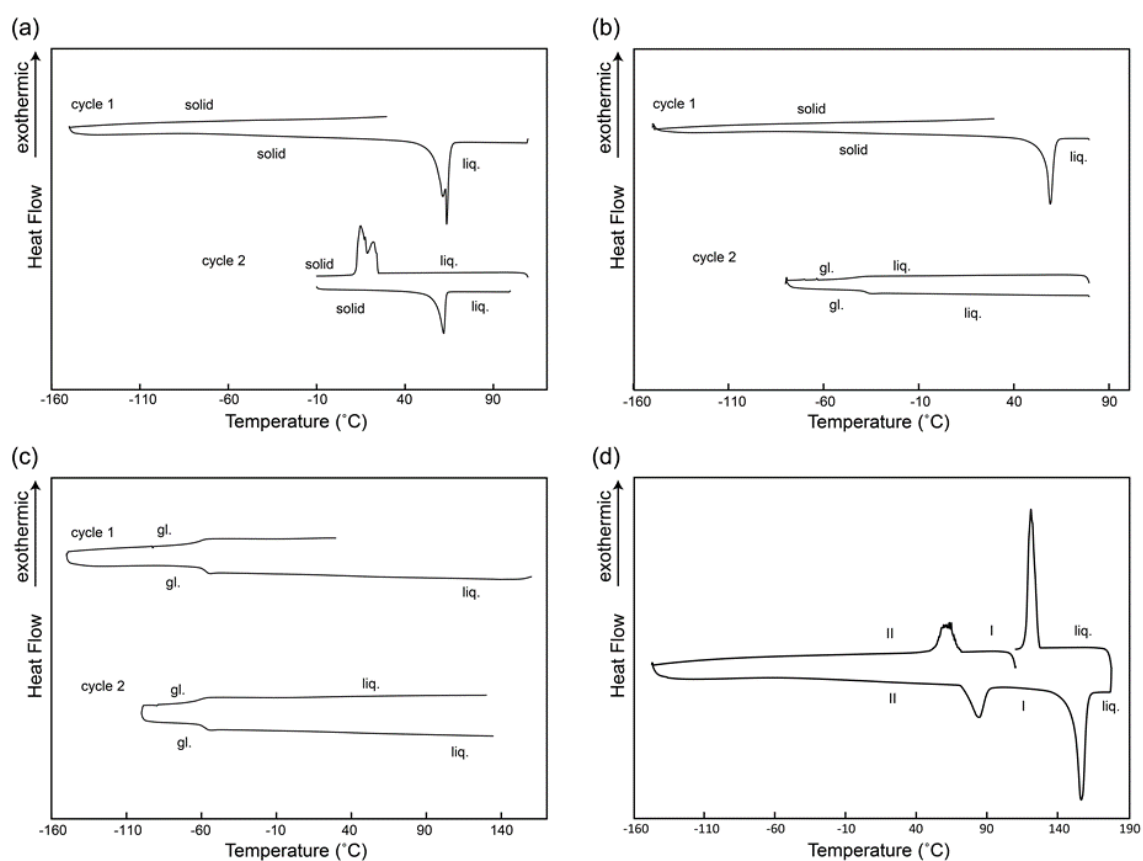 (a)
exothermic
Heat Flow
cycle 1
solid
solid
liq.
cycle 2
solid
liq.
solid
liq.
-160 -110 -60 -10 40 90
Temperature (˚C)
(b)
exothermic
Heat Flow
cycle 1
solid
solid
liq.
cycle 2
gl.
liq.
gl.
liq.
-160 -110 -60 -10 40 90
Temperature (˚C)
(c)
exothermic
Heat Flow
cycle 1
gl.
gl.
liq.
cycle 2
gl.
liq.
gl.
liq.
-160 -110 -60 -10 40 90 140
Temperature (˚C)
(d)
exothermic
Heat Flow
II
I
liq.
II
I
liq.
-160 -110 -60 -10 40 90 140 190
Temperature (˚C)